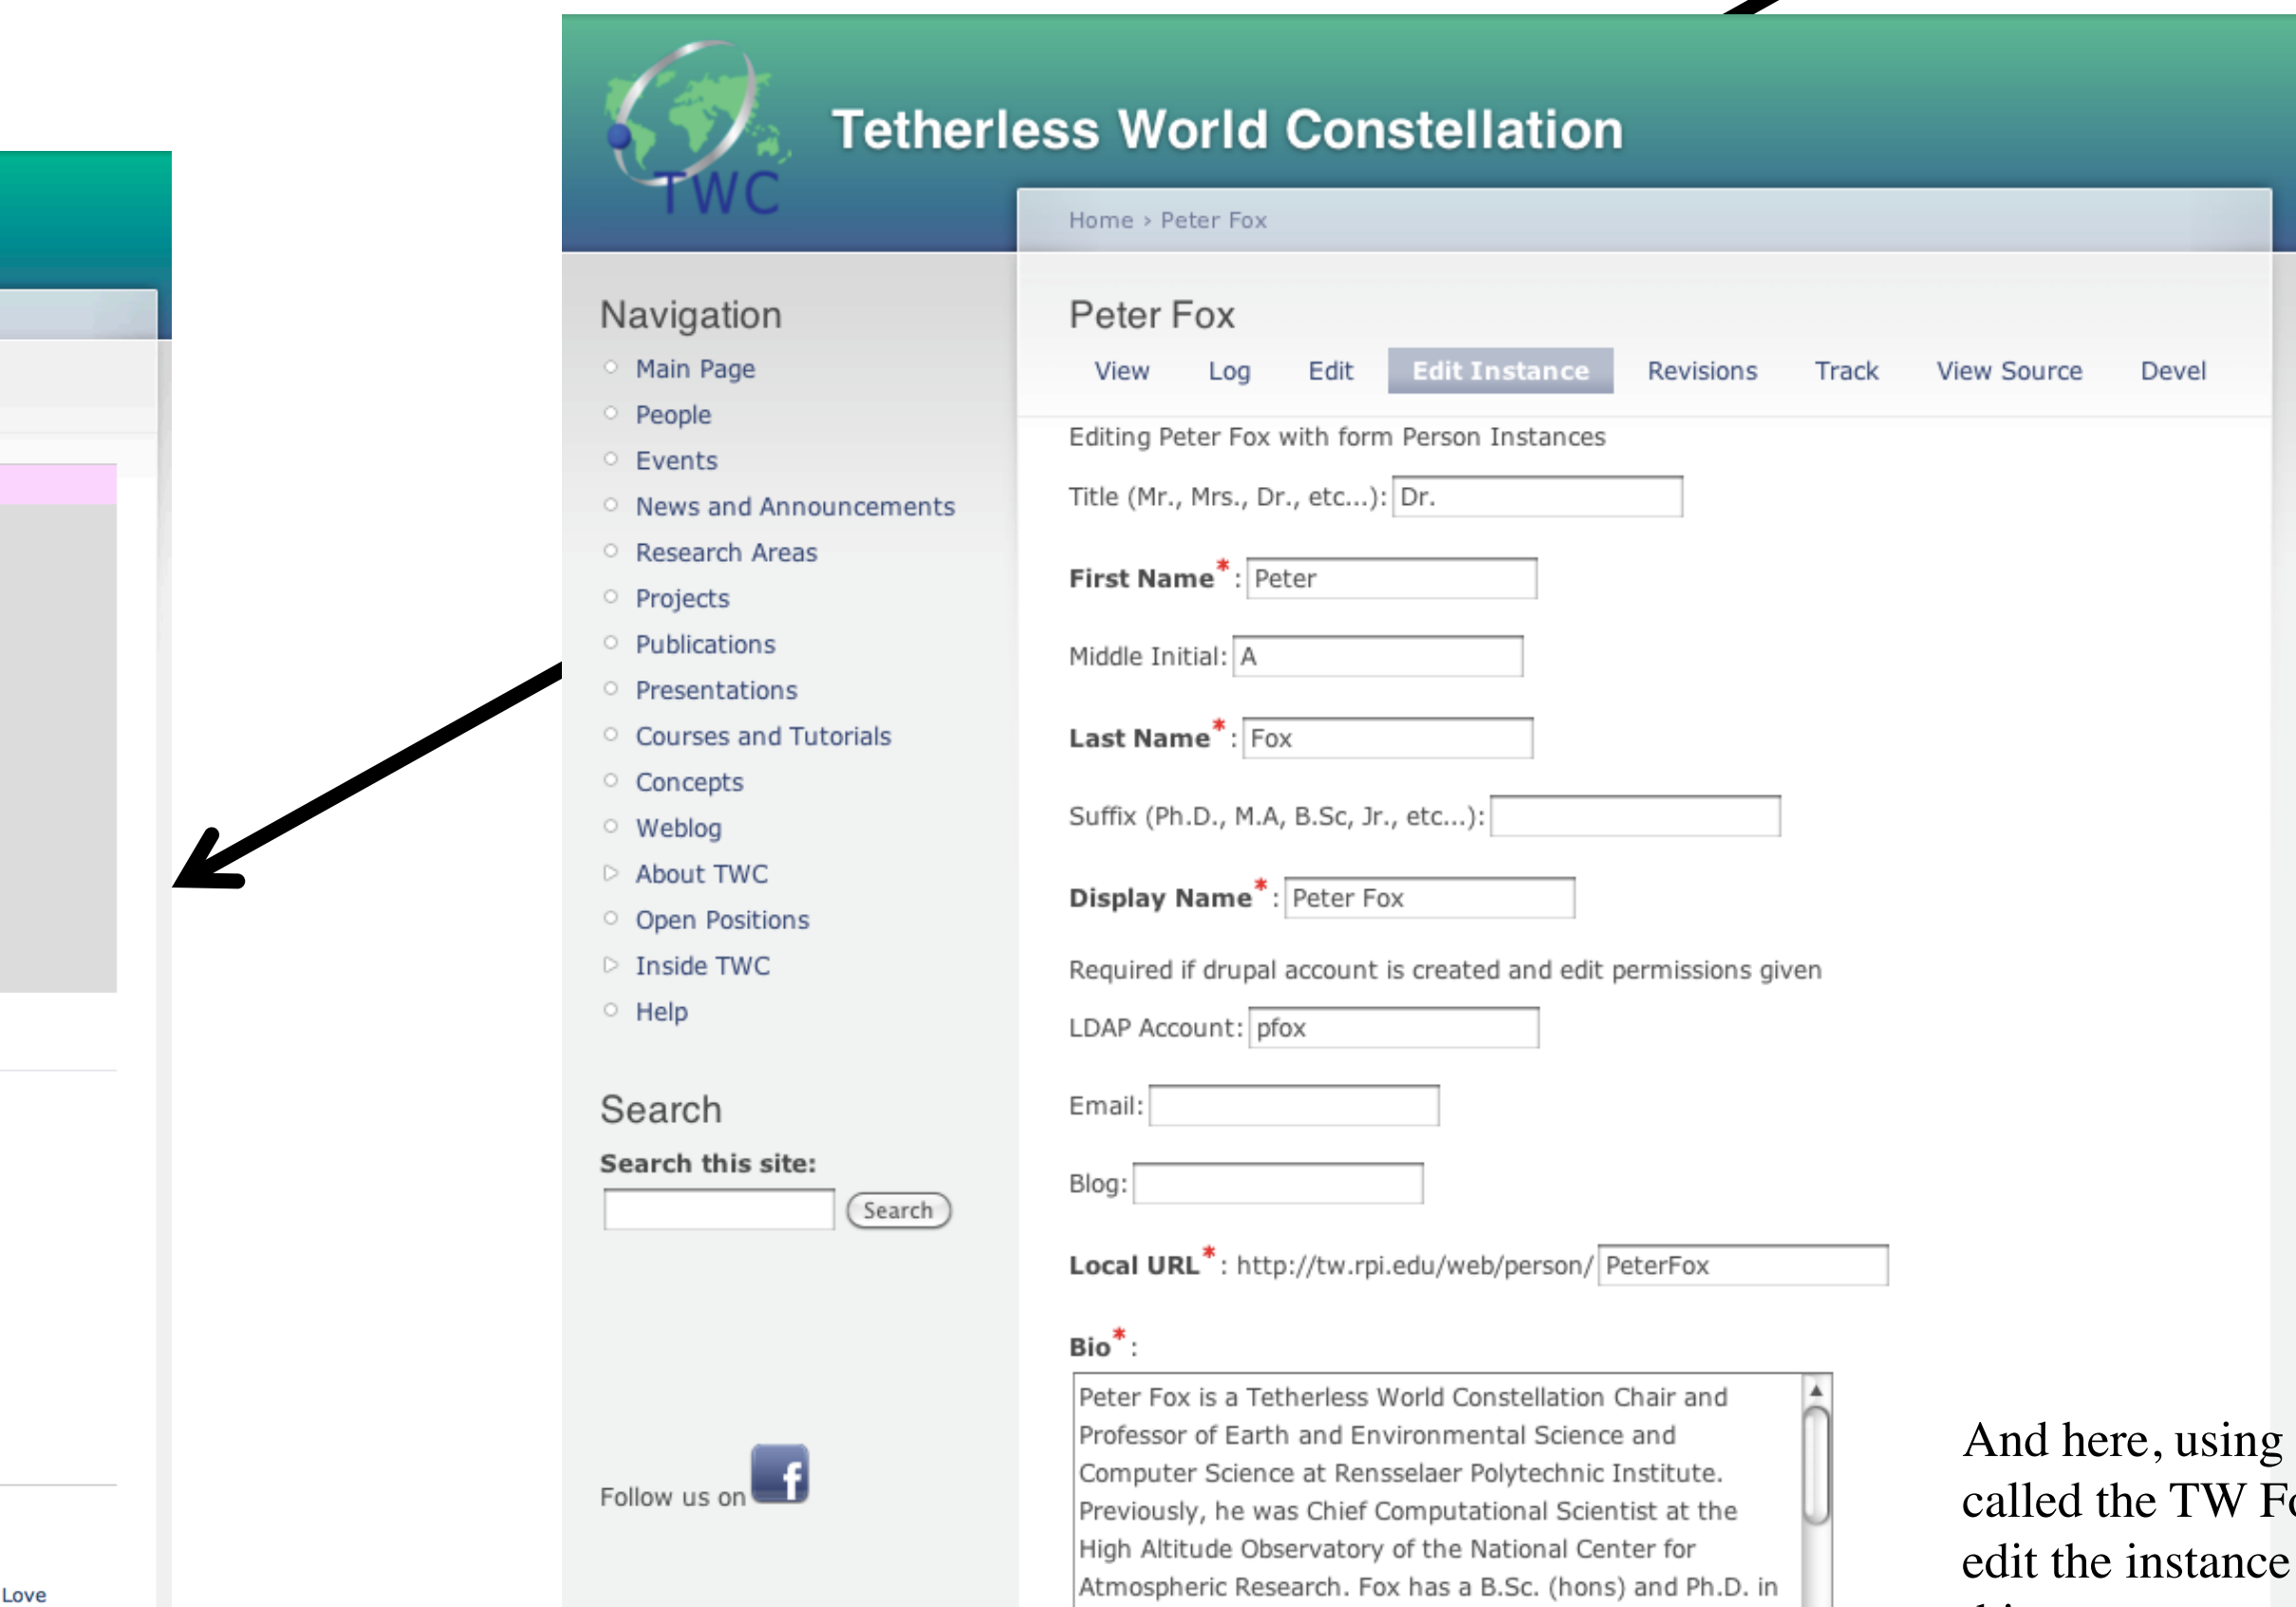 TWC
Tetherless World Constellation
Home › Peter Fox
Navigation
Main Page
People
Events
News and Announcements
Research Areas
Projects
Publications
Presentations
Courses and Tutorials
Concepts
Weblog
About TWC
Open Positions
Inside TWC
Help
Search
Search this site:
Search
Follow us on f
Peter Fox
View Log Edit Edit Instance Revisions Track View Source Devel
Editing Peter Fox with form Person Instances
Title (Mr., Mrs., Dr., etc...): Dr.
First Name*: Peter
Middle Initial: A
Last Name*: Fox
Suffix (Ph.D., M.A, B.Sc, Jr., etc...):
Display Name*: Peter Fox
Required if drupal account is created and edit permissions given
LDAP Account: pfox
Email:
Blog:
Local URL*: http://tw.rpi.edu/web/person/ PeterFox
Bio*:
Peter Fox is a Tetherless World Constellation Chair and
Professor of Earth and Environmental Science and
Computer Science at Rensselaer Polytechnic Institute.
Previously, he was Chief Computational Scientist at the
High Altitude Observatory of the National Center for
Atmospheric Research. Fox has a B.Sc. (hons) and Ph.D. in
And here, using
called the TW
edit the instance
Love